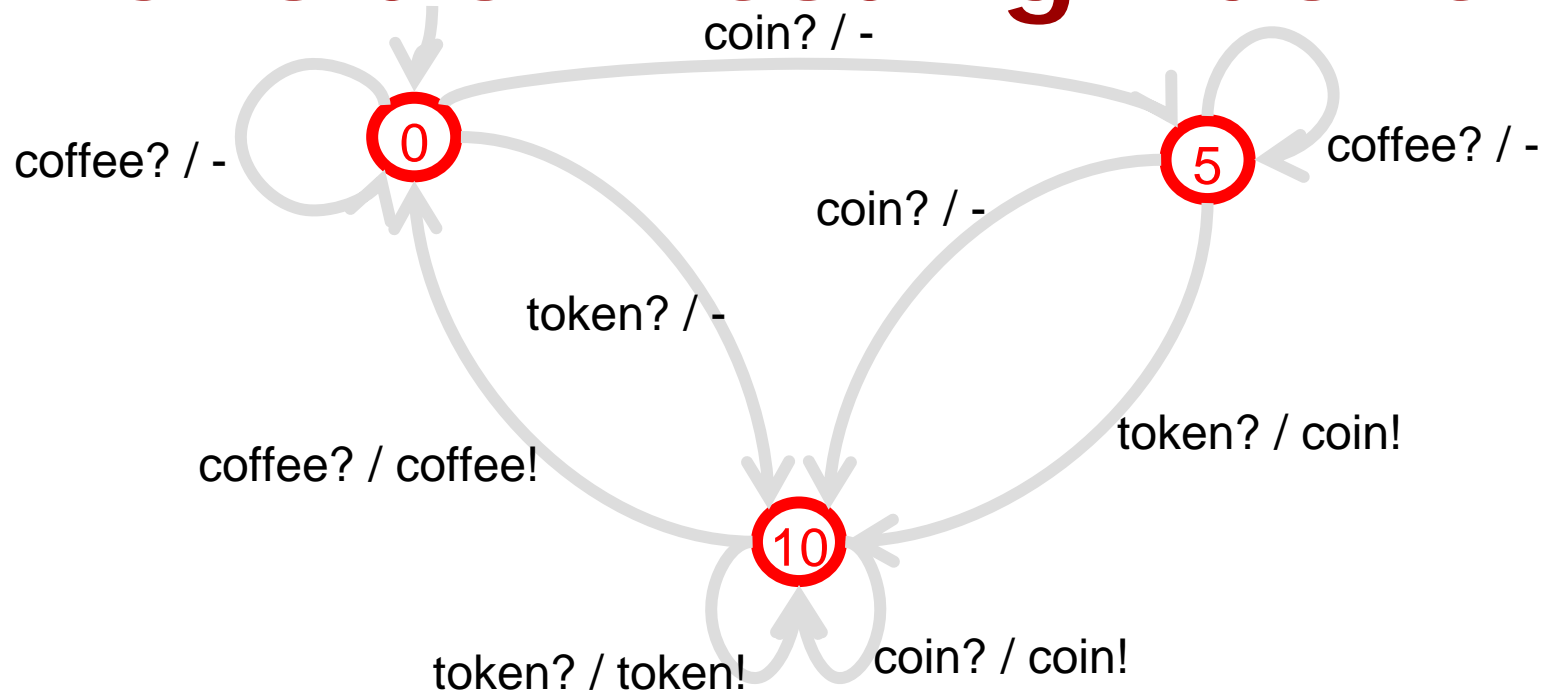 coin? / -
0
5
coffee? / -
coffee? / -
coin? / -
token? / -
token? / coin!
coffee? / coffee!
10
token? / token!
coin? / coin!